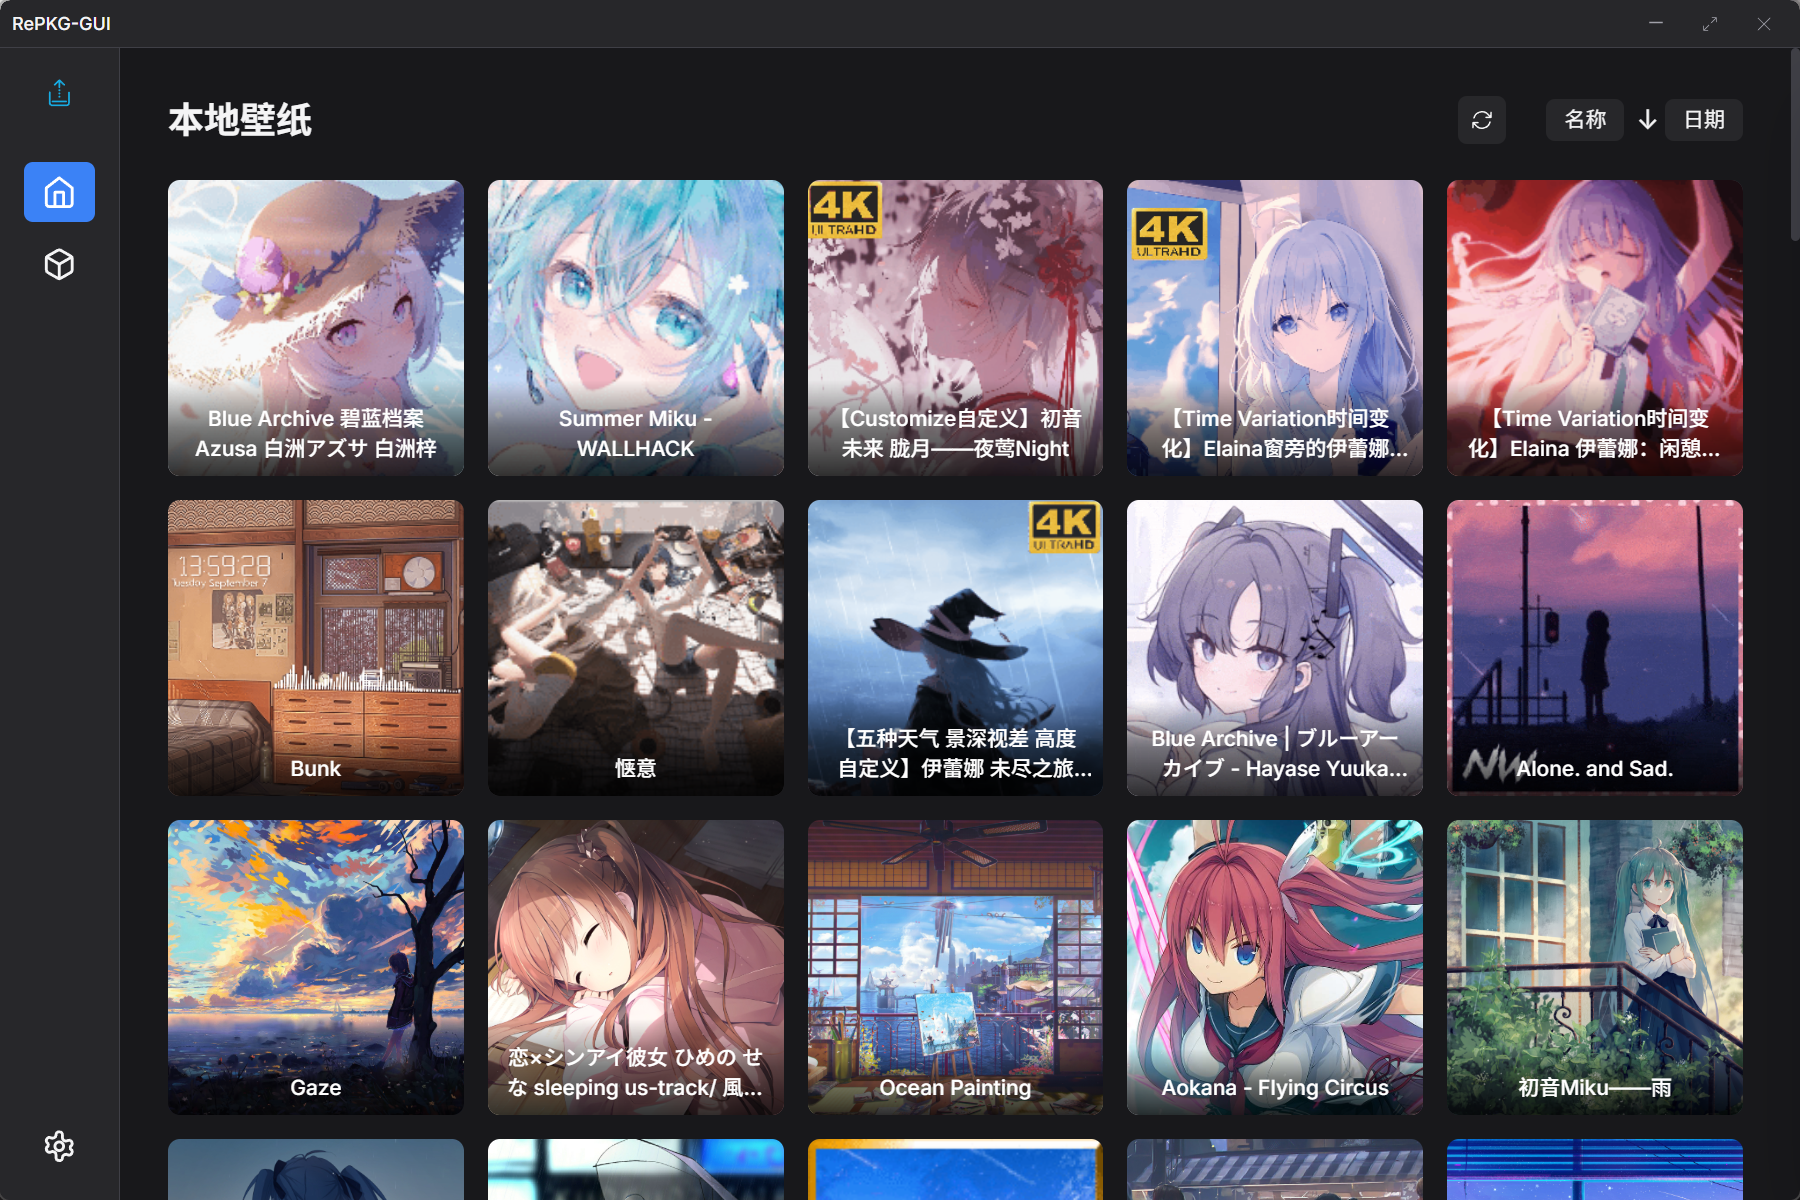 RePKG-GUI
本地壁纸
名称
日期
Blue Archive 碧蓝档案
Azusa 白洲アズサ 白洲梓
Summer Miku -
WALLHACK
4K
ULTRAHD
【Customize自定义】初音
未来 胧月——夜莺Night
4K
ULTRAHD
【Time Variation时间变
化】Elaina窗旁的伊蕾娜...
【Time Variation时间变
化】Elaina 伊蕾娜：闲憩...
13:59:28
Tuesday September 7
Bunk
惬意
4K
ULTRAHD
【五种天气 景深视差 高度
自定义】伊蕾娜 未尽之旅...
Blue Archive | ブルーアー
カイブ - Hayase Yuuka...
Alone. and Sad.
Gaze
恋×シンアイ彼女 ひめの せ
な sleeping us-track/ 風...
Ocean Painting
Aokana - Flying Circus
初音Miku——雨